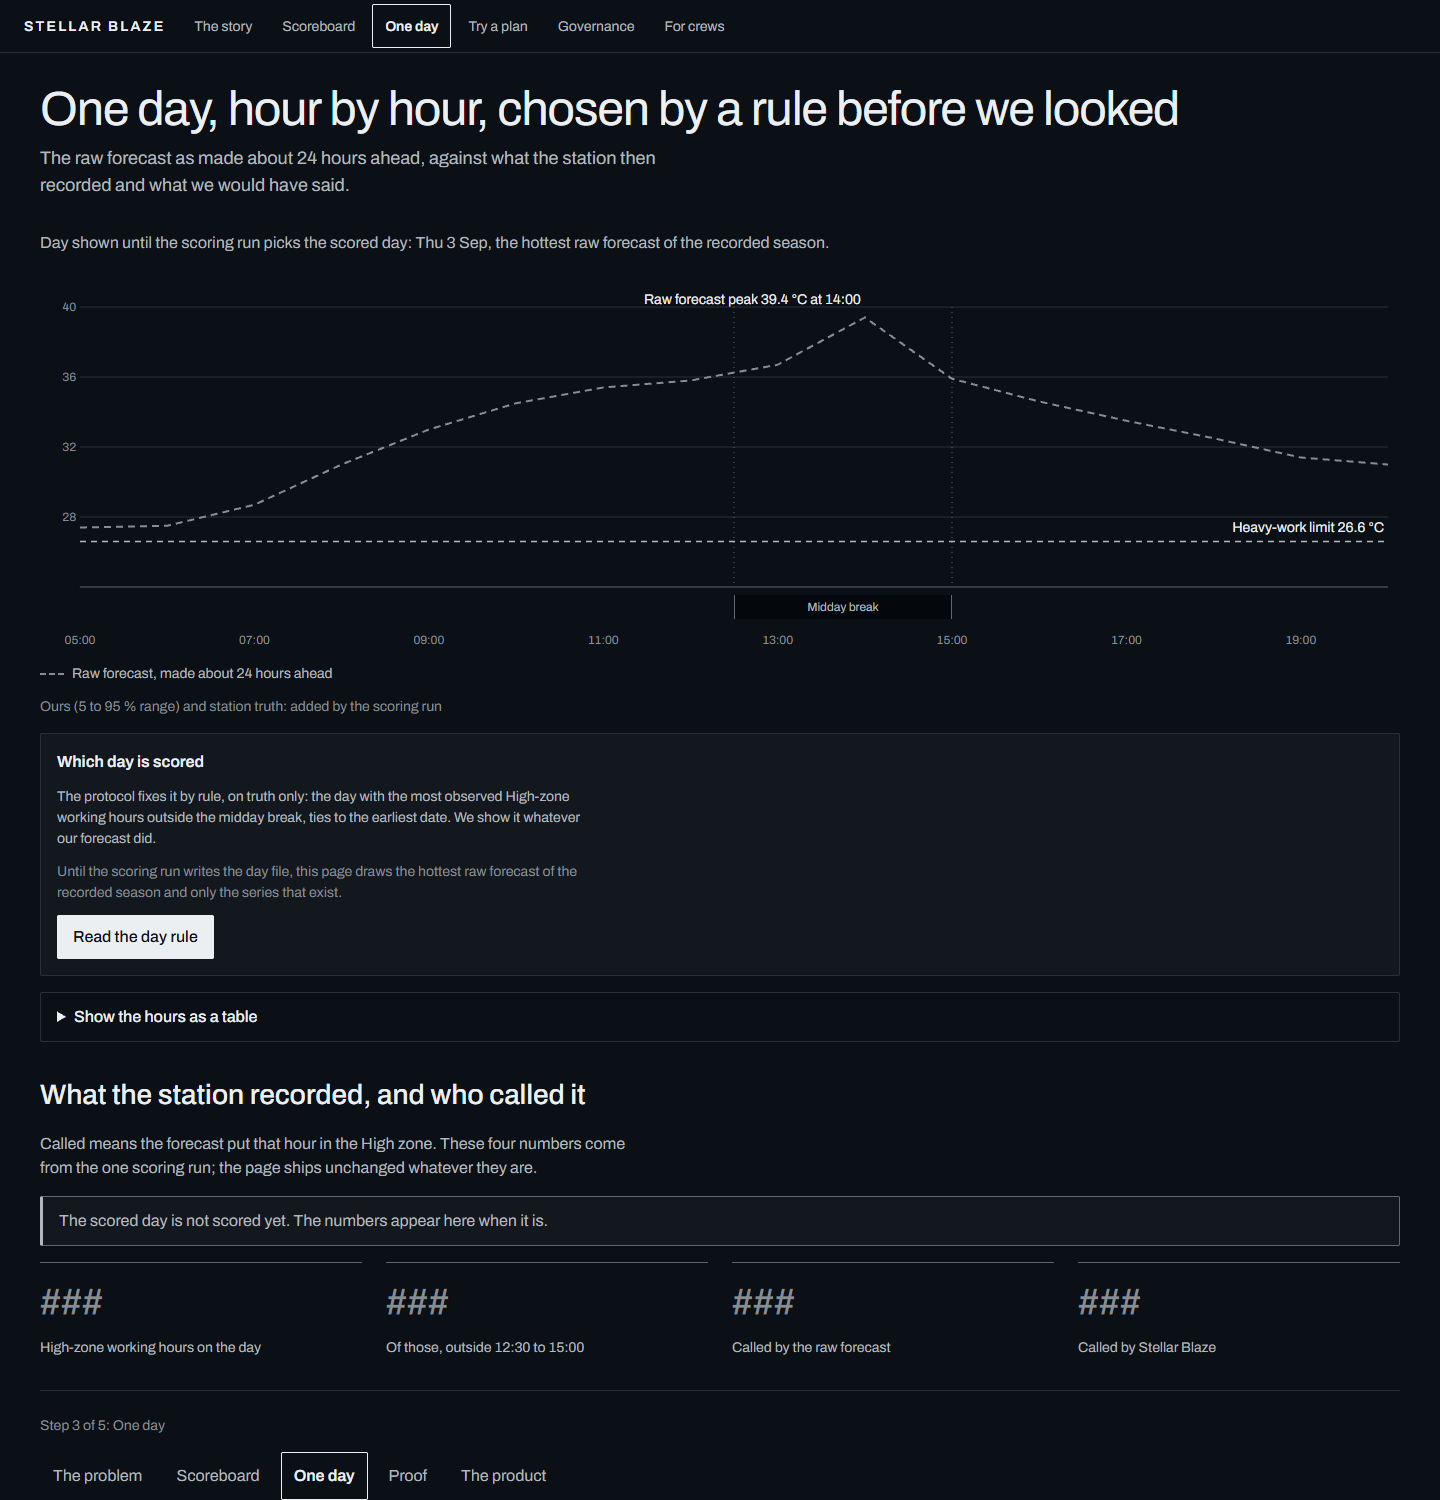 STELLAR BLAZE The story Scoreboard One day Try a plan Governance For crews
One day, hour by hour, chosen by a rule before we looked
The raw forecast as made about 24 hours ahead, against what the station then
recorded and what we would have said.
Day shown until the scoring run picks the scored day: Thu 3 Sep, the hottest raw forecast of the recorded season.
Raw forecast peak 39.4 °C at 14:00
40
36
32
28
Heavy-work limit 26.6 °C
Midday break
05:00 07:00 09:00 11:00 13:00 15:00 17:00 19:00
Raw forecast, made about 24 hours ahead
Ours (5 to 95 % range) and station truth: added by the scoring run
Which day is scored
The protocol fixes it by rule, on truth only: the day with the most observed High-zone
working hours outside the midday break, ties to the earliest date. We show it whatever
our forecast did.
Until the scoring run writes the day file, this page draws the hottest raw forecast of the
recorded season and only the series that exist.
Read the day rule
Show the hours as a table
What the station recorded, and who called it
Called means the forecast put that hour in the High zone. These four numbers come
from the one scoring run; the page ships unchanged whatever they are.
The scored day is not scored yet. The numbers appear here when it is.
### ### ### ###
High-zone working hours on the day Of those, outside 12:30 to 15:00 Called by the raw forecast Called by Stellar Blaze
Step 3 of 5: One day
The problem Scoreboard One day Proof The product